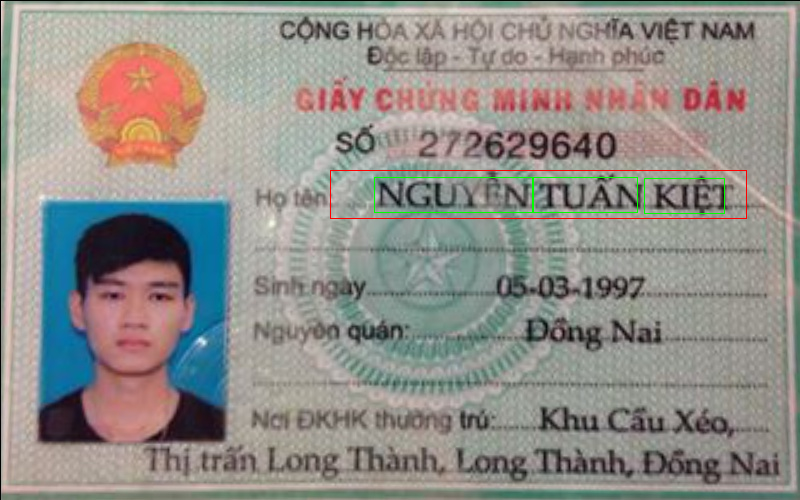 CỘNG HÒA XÃ HỘI CHỦ NGHĨA VIỆT NAM
Độc lập - Tự do - Hạnh phúc
GIẤY CHỨNG MINH NHÂN DÂN
SỐ 272629640
Họ tên NGUYỄN TUẤN KIỆT
Sinh ngày 05-03-1997
Nguyên quán: Đồng Nai
Nơi ĐKHK thường trú: Khu Cầu Xéo,
Thị trấn Long Thành, Long Thành, Đồng Nai